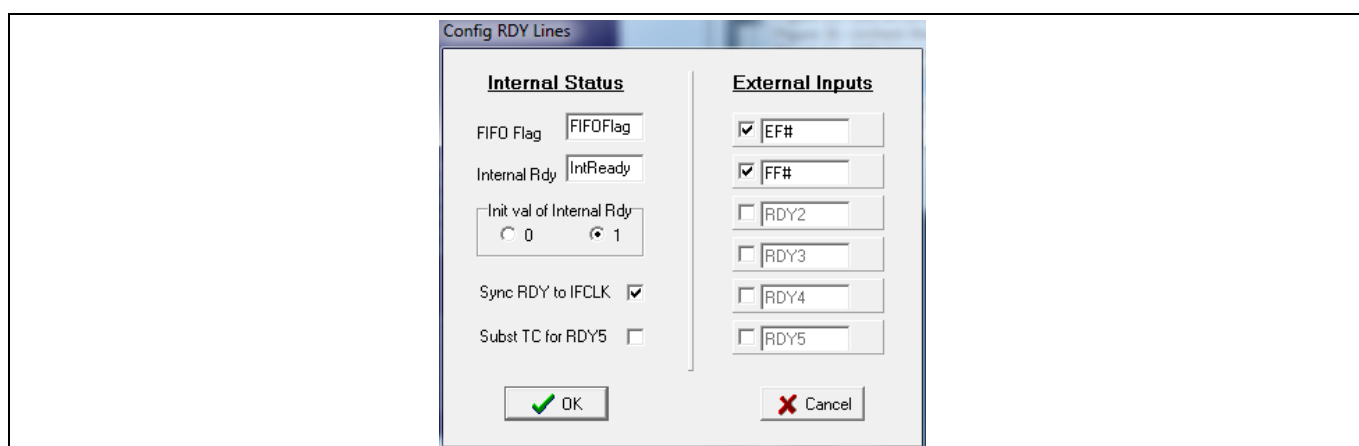 Config RDY Lines
Internal Status
FIFO Flag FIFOFlag
Internal Rdy IntReady
Init val of Internal Rdy
0 1
Sync RDY to IFCLK
Subst TC for RDY5
OK
External Inputs
EF#
FF#
RDY2
RDY3
RDY4
RDY5
Cancel